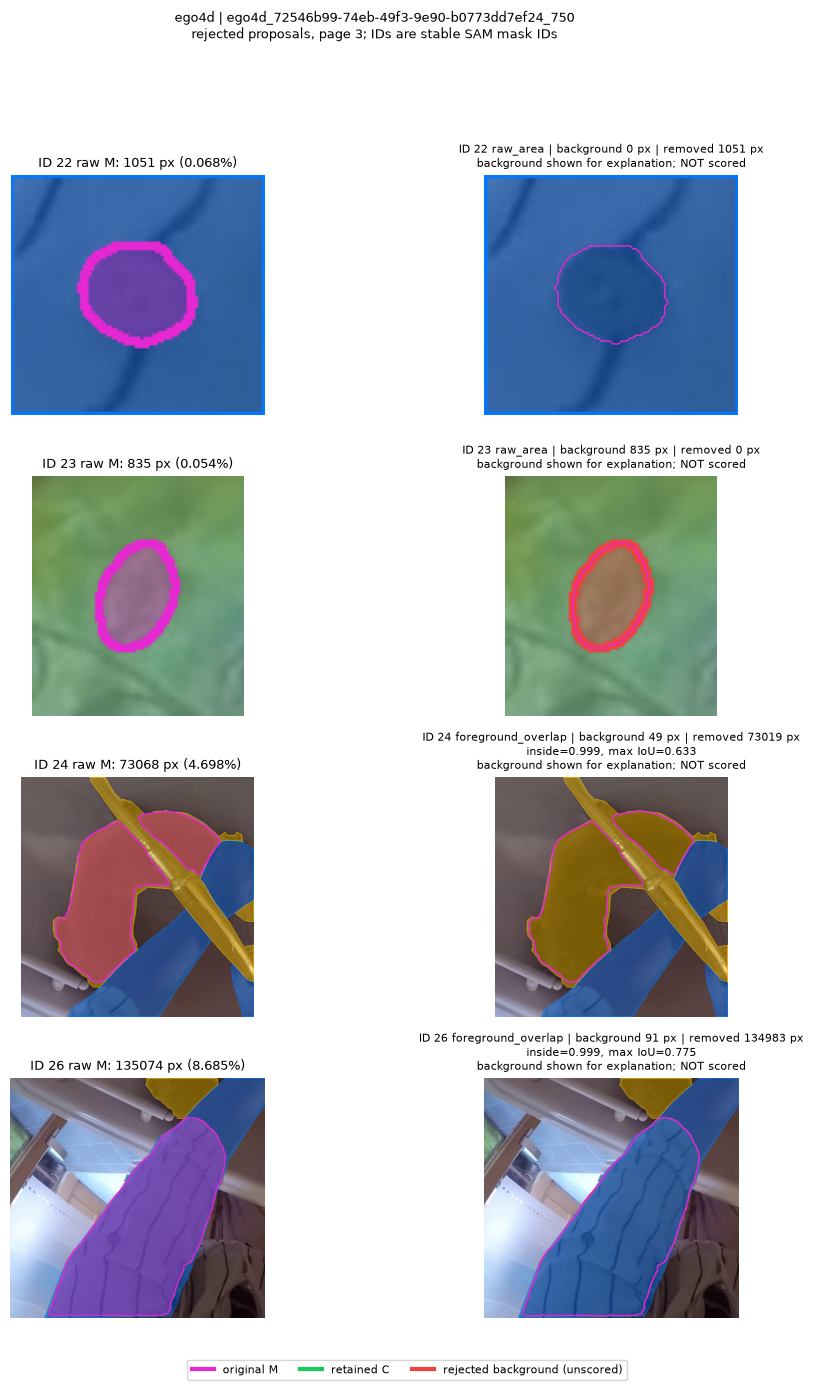 ego4d | ego4d_72546b99-74eb-49f3-9e90-b0773dd7ef24_750
rejected proposals, page 3; IDs are stable SAM mask IDs
ID 22 raw M: 1051 px (0.068%)
ID 22 raw_area | background 0 px | removed 1051 px
background shown for explanation; NOT scored
ID 23 raw M: 835 px (0.054%)
ID 23 raw_area | background 835 px | removed 0 px
background shown for explanation; NOT scored
ID 24 raw M: 73068 px (4.698%)
ID 24 foreground_overlap | background 49 px | removed 73019 px
inside=0.999, max IoU=0.633
background shown for explanation; NOT scored
ID 26 raw M: 135074 px (8.685%)
ID 26 foreground_overlap | background 91 px | removed 134983 px
inside=0.999, max IoU=0.775
background shown for explanation; NOT scored
original M
retained C
rejected background (unscored)